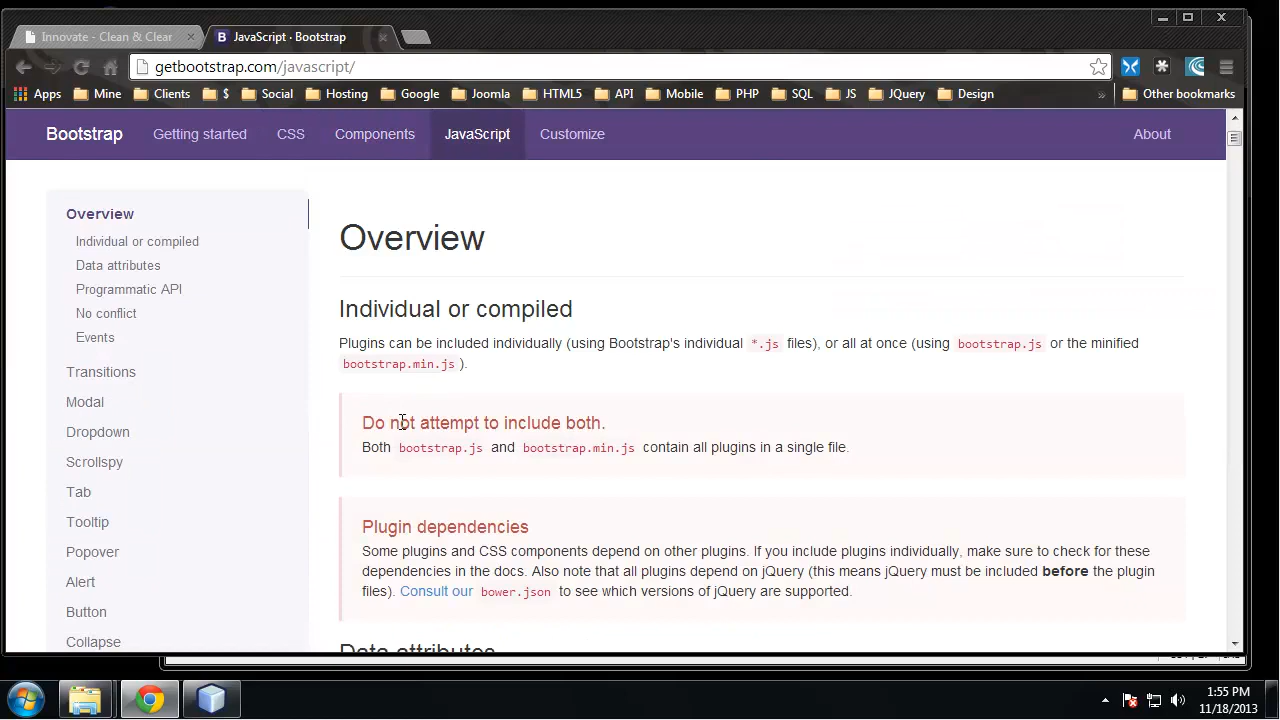 Innovate - Clean & Clear
B JavaScript · Bootstrap
getbootstrap.com/javascript/
Apps Mine Clients $ Social Hosting Google Joomla HTML5 API Mobile PHP SQL JS JQuery Design » Other bookmarks
Bootstrap Getting started CSS Components JavaScript Customize About
Overview
Individual or compiled
Data attributes
Programmatic API
No conflict
Events
Transitions
Modal
Dropdown
Scrollspy
Tab
Tooltip
Popover
Alert
Button
Collapse
Overview
Individual or compiled
Plugins can be included individually (using Bootstrap's individual *.js files), or all at once (using bootstrap.js or the minified
bootstrap.min.js ).
Do not attempt to include both.
Both bootstrap.js and bootstrap.min.js contain all plugins in a single file.
Plugin dependencies
Some plugins and CSS components depend on other plugins. If you include plugins individually, make sure to check for these
dependencies in the docs. Also note that all plugins depend on jQuery (this means jQuery must be included before the plugin
files). Consult our bower.json to see which versions of jQuery are supported.
Data attributes
1:55 PM
11/18/2013